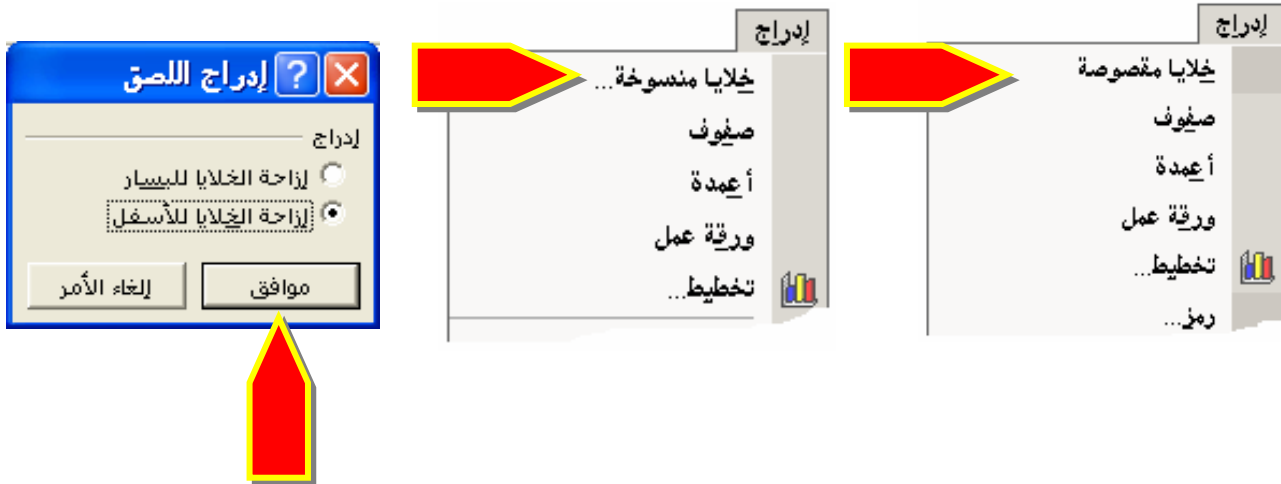 إدراج
خلايا مقصوصة
صفوف
أعمدة
ورقة عمل
تخطيط...
رمز...
إدراج
خلايا منسوخة...
صفوف
أعمدة
ورقة عمل
تخطيط...
إدراج اللصق
إدراج
إزاحة الخلايا لليسار
إزاحة الخلايا للأسفل
موافق
إلغاء الأمر